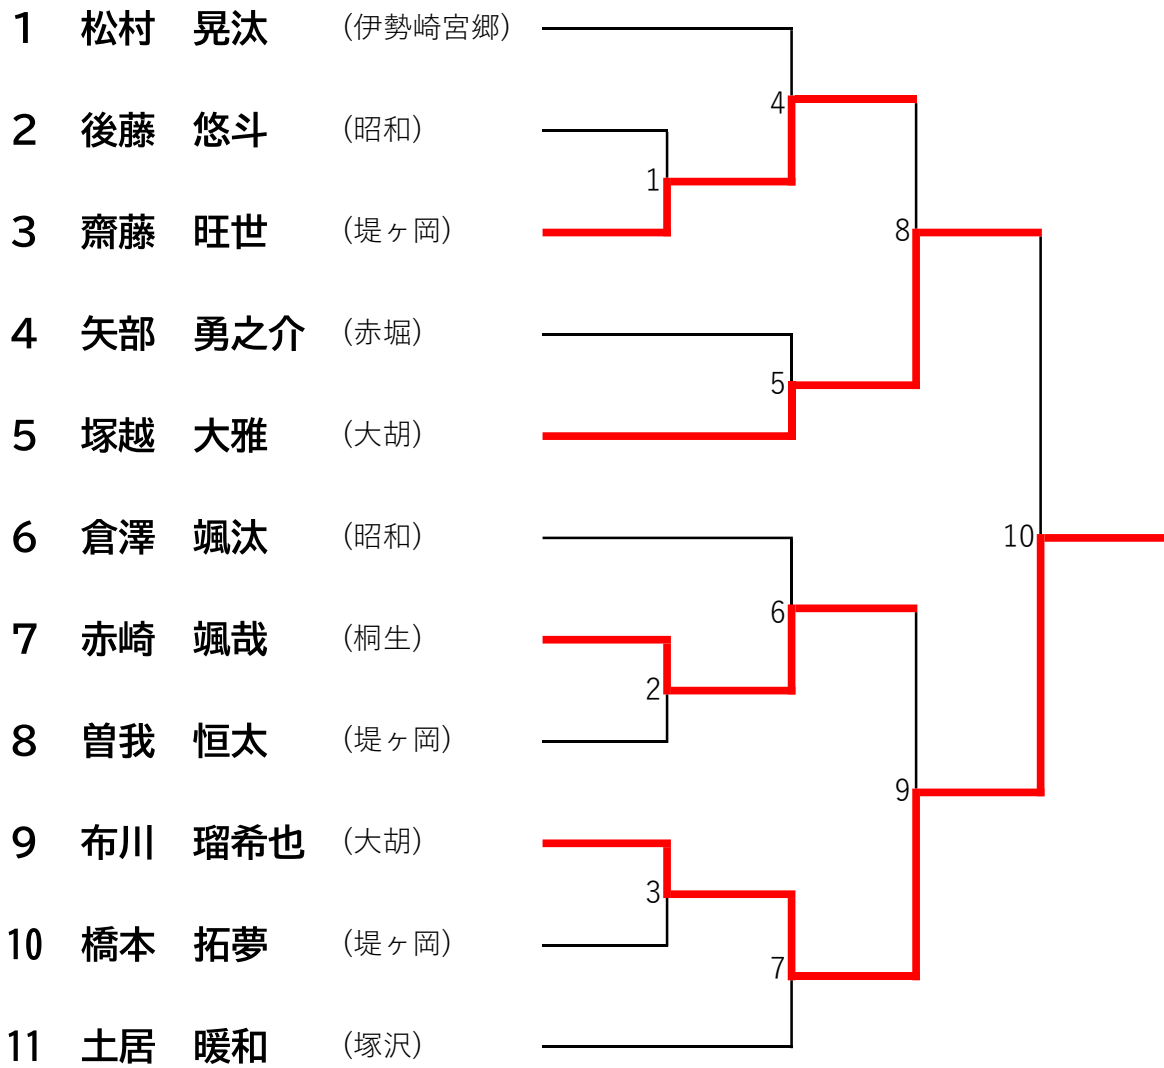 1 松村 晃汰 (伊勢崎宮郷)
4
2 後藤 悠斗 (昭和)
1
3 齋藤 旺世 (堤ヶ岡)
8
4 矢部 勇之介 (赤堀)
5
5 塚越 大雅 (大胡)
6 倉澤 颯汰 (昭和)
10
6
7 赤崎 颯哉 (桐生)
2
8 曽我 恒太 (堤ヶ岡)
9
9 布川 瑠希也 (大胡)
3
10 橋本 拓夢 (堤ヶ岡)
7
11 土居 暖和 (塚沢)